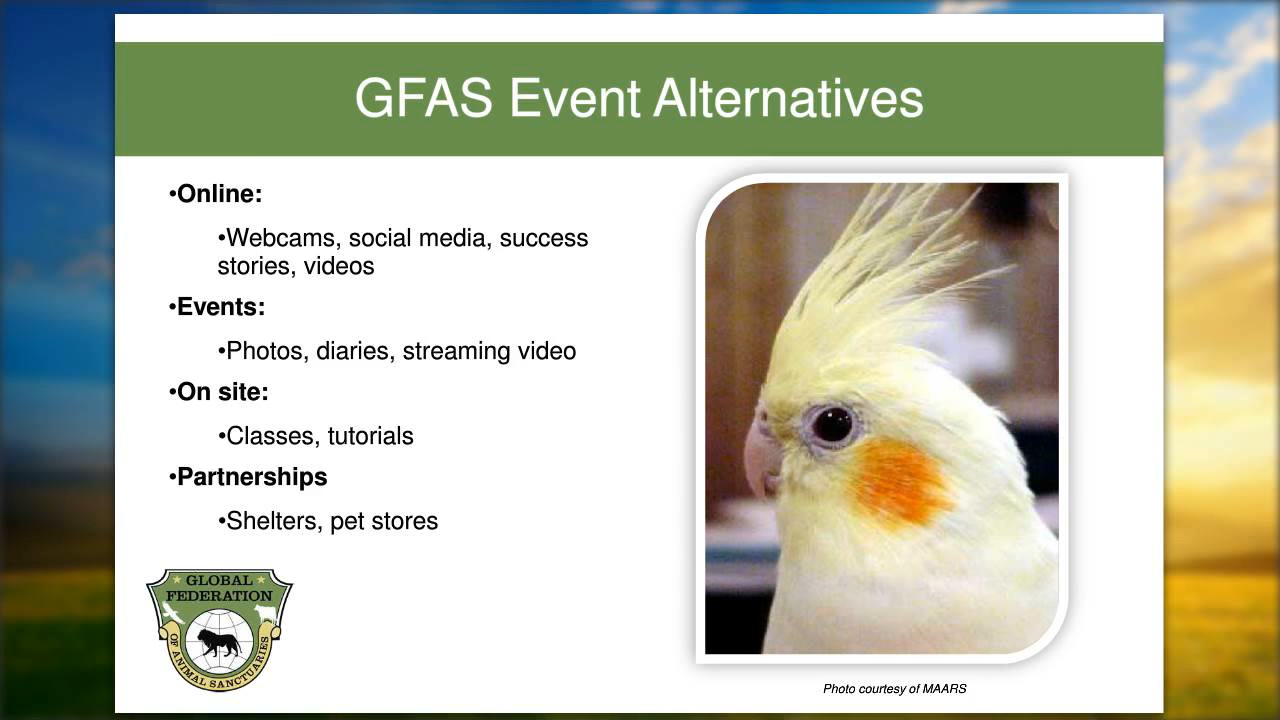 GFAS Event Alternatives
•Online:
•Webcams, social media, success
stories, videos
•Events:
•Photos, diaries, streaming video
•On site:
•Classes, tutorials
•Partnerships
•Shelters, pet stores
GLOBAL
FEDERATION
OF ANIMAL SANCTUARIES
Photo courtesy of MAARS